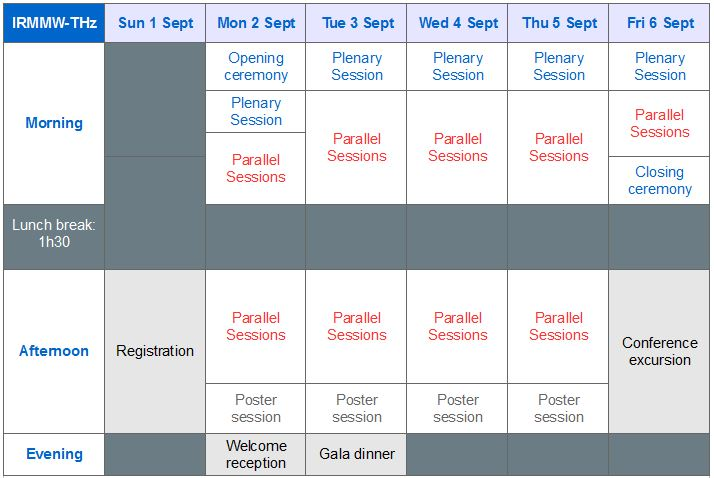 IRMMW-THz Sun 1 Sept Mon 2 Sept Tue 3 Sept Wed 4 Sept Thu 5 Sept Fri 6 Sept
Morning
Opening
ceremony
Plenary
Session
Parallel
Sessions
Plenary
Session
Parallel
Sessions
Plenary
Session
Parallel
Sessions
Plenary
Session
Parallel
Sessions
Plenary
Session
Parallel
Sessions
Closing
ceremony
Lunch break:
1h30
Afternoon
Registration
Parallel
Sessions
Poster
session
Parallel
Sessions
Poster
session
Parallel
Sessions
Poster
session
Parallel
Sessions
Poster
session
Conference
excursion
Evening
Welcome
reception
Gala dinner